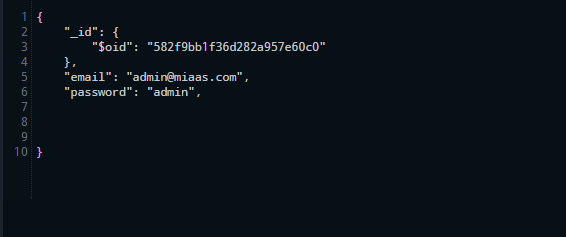 1 {
2 "_id": {
3 "$oid": "582f9bb1f36d282a957e60c0"
4 },
5 "email": "admin@miaas.com",
6 "password": "admin",
7
8
9
10 }